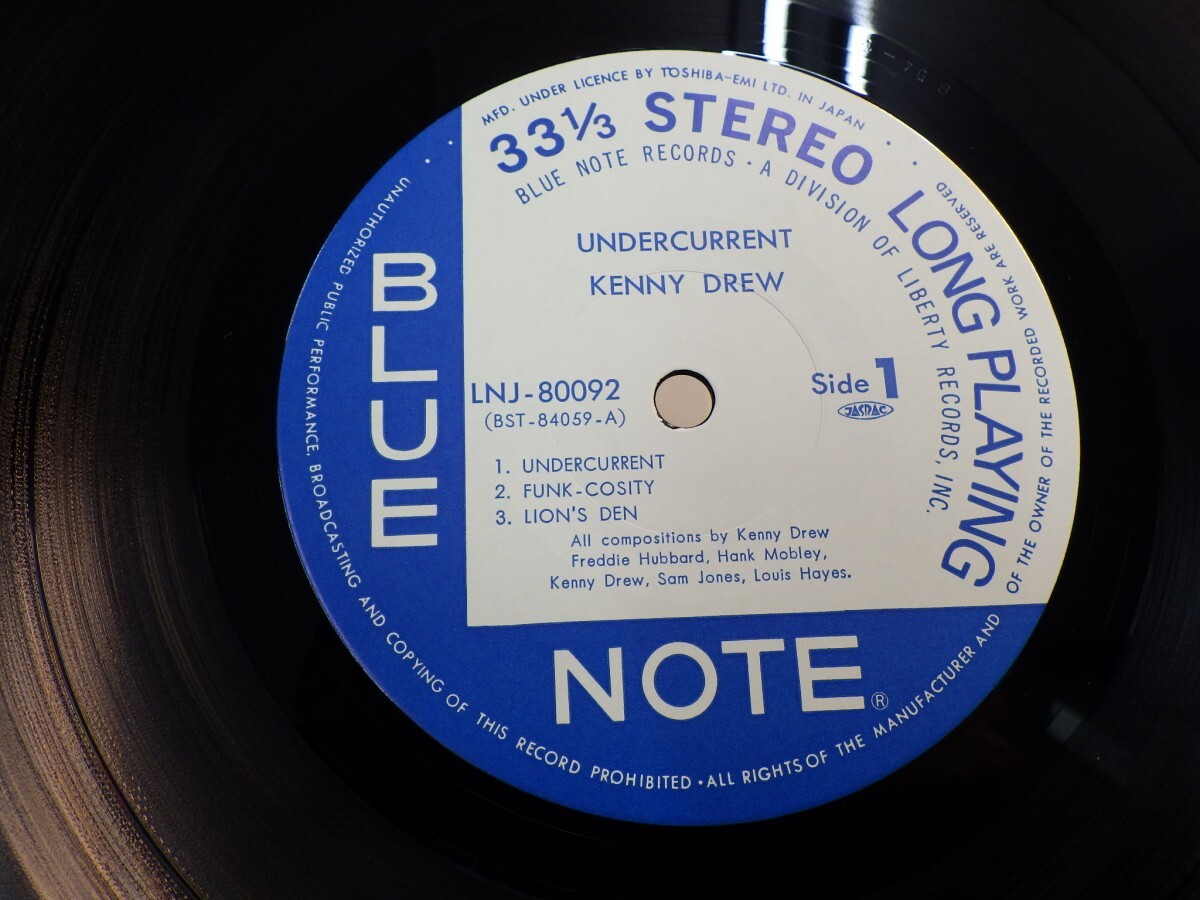 MFD. UNDER LICENCE BY TOSHIBA-EMI LTD. IN JAPAN
33⅓ STEREO LONG PLAYING
BLUE NOTE RECORDS · A DIVISION OF LIBERTY RECORDS, INC.
UNDERCURRENT
KENNY DREW
LNJ-80092
(BST-84059-A)
Side 1
JASRAC
1. UNDERCURRENT
2. FUNK-COSITY
3. LION'S DEN
All compositions by Kenny Drew
Freddie Hubbard, Hank Mobley,
Kenny Drew, Sam Jones, Louis Hayes.
BLUE
NOTE®
UNAUTHORIZED PUBLIC PERFORMANCE, BROADCASTING AND COPYING OF THIS RECORD PROHIBITED · ALL RIGHTS OF THE MANUFACTURER AND OF THE OWNER OF THE RECORDED WORK ARE RESERVED